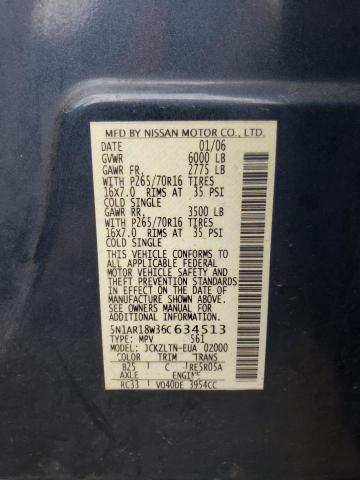 MFD BY NISSAN MOTOR CO., LTD.
DATE 01/06
GVWR 6000 LB
GAWR FR. 2775 LB
WITH P265/70R16 TIRES
16X7.0 RIMS AT 35 PSI
COLD SINGLE
GAWR RR. 3500 LB
WITH P265/70R16 TIRES
16X7.0 RIMS AT 35 PSI
COLD SINGLE
THIS VEHICLE CONFORMS TO ALL
APPLICABLE FEDERAL MOTOR
VEHICLE SAFETY AND
THEFT PREVENTION STANDARDS
IN EFFECT ON THE DATE OF
MANUFACTURE SHOWN ABOVE.
SEE OWNERS MANUAL FOR
ADDITIONAL INFORMATION
5N1AR18W36C634513
TYPE: MPV 561
MODEL: JCKZLTN-EUA 02000
COLOR TRIM TRANS
B25 C RE5R05A
AXLE ENGINE
RC33 VQ40DE 3954CC